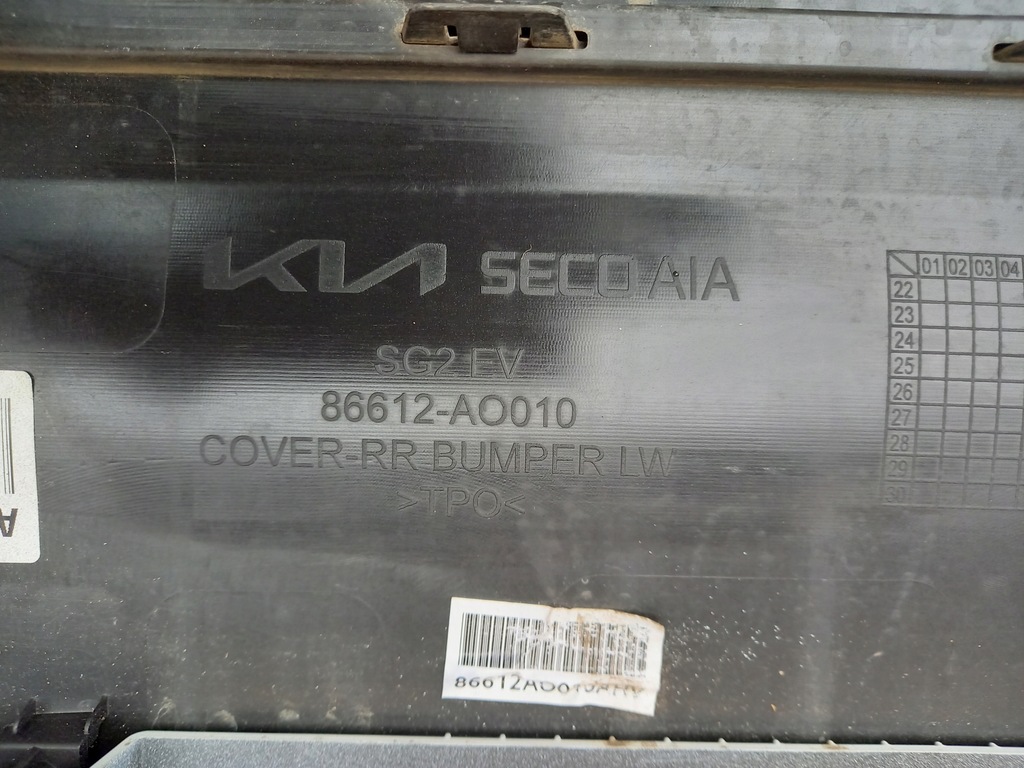 KIA SECO AIA
SG2 EV
86612-AO010
COVER-RR BUMPER LW
>TPO<
01 02 03 04
22
23
24
25
26
27
28
29
30
A